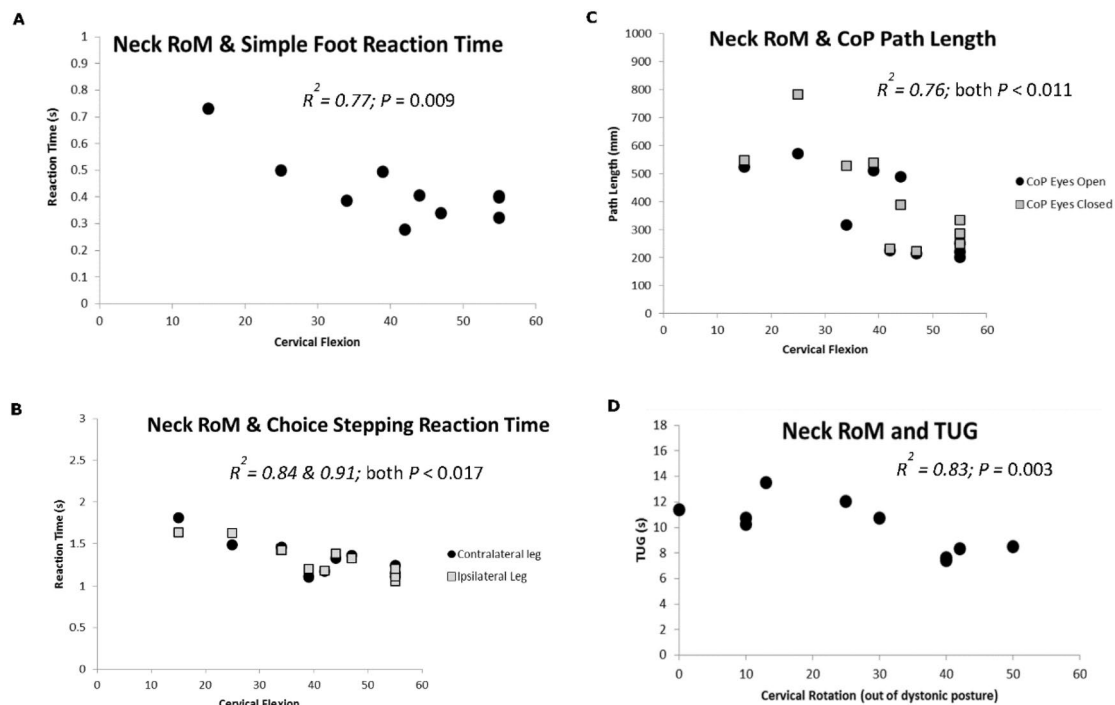 A
Neck RoM & Simple Foot Reaction Time
R² = 0.77; P = 0.009
Reaction Time (s)
1
0.9
0.8
0.7
0.6
0.5
0.4
0.3
0.2
0.1
0
0 10 20 30 40 50 60
Cervical Flexion
B
Neck RoM & Choice Stepping Reaction Time
R² = 0.84 & 0.91; both P < 0.017
Reaction Time (s)
3
2.5
2
1.5
1
0.5
0
Contralateral leg
Ipsilateral Leg
0 10 20 30 40 50 60
Cervical Flexion
C
Neck RoM & CoP Path Length
R² = 0.76; both P < 0.011
Path Length (mm)
1000
900
800
700
600
500
400
300
200
100
0
CoP Eyes Open
CoP Eyes Closed
0 10 20 30 40 50 60
Cervical Flexion
D
Neck RoM and TUG
R² = 0.83; P = 0.003
TUG (s)
18
16
14
12
10
8
6
4
2
0
0 10 20 30 40 50 60
Cervical Rotation (out of dystonic posture)